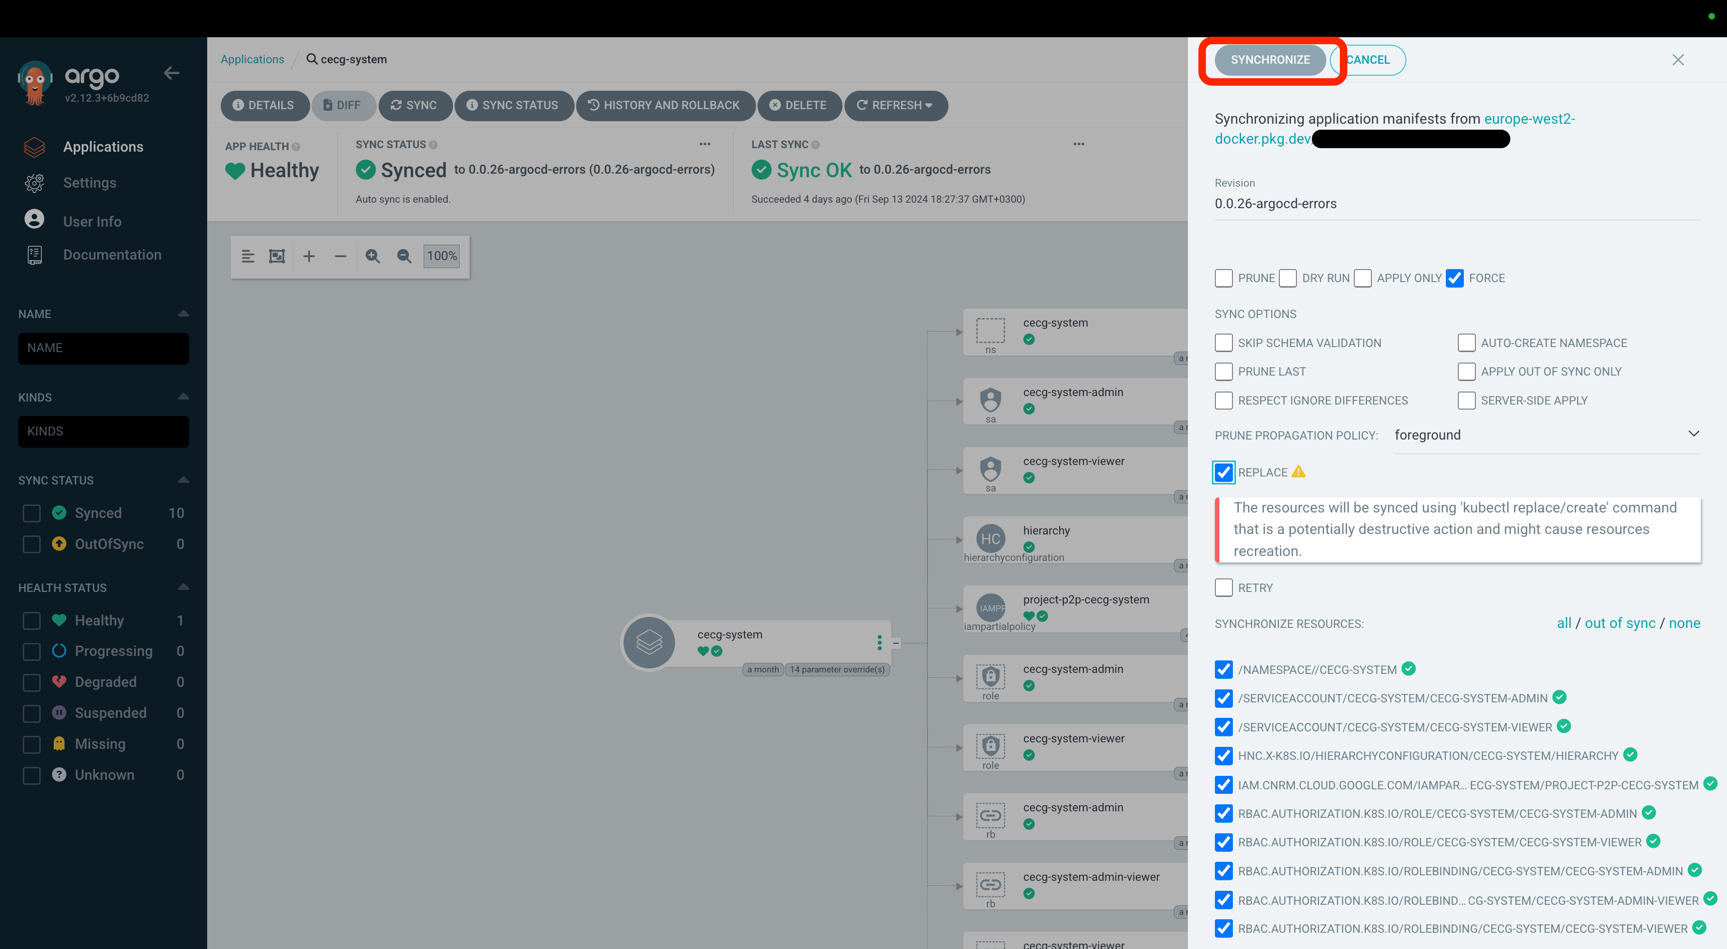 argo
v2.12.3+6b9cd82
Applications
Settings
User Info
Documentation
NAME
NAME
KINDS
KINDS
SYNC STATUS
Synced 10
OutOfSync 0
HEALTH STATUS
Healthy 1
Progressing 0
Degraded 0
Suspended 0
Missing 0
Unknown 0
Applications / cecg-system
DETAILS DIFF SYNC SYNC STATUS HISTORY AND ROLLBACK DELETE REFRESH
APP HEALTH
Healthy
SYNC STATUS
Synced to 0.0.26-argocd-errors (0.0.26-argocd-errors)
Auto sync is enabled.
LAST SYNC
Sync OK to 0.0.26-argocd-errors
Succeeded 4 days ago (Fri Sep 13 2024 18:27:37 GMT+0300)
100%
cecg-system
a month 14 parameter override(s)
cecg-system
ns
cecg-system-admin
sa
cecg-system-viewer
sa
HC
hierarchy
hierarchyconfiguration
project-p2p-cecg-system
iampartialpolicy
cecg-system-admin
role
cecg-system-viewer
role
cecg-system-admin
rb
cecg-system-admin-viewer
rb
cecg-system-viewer
SYNCHRONIZE CANCEL
Synchronizing application manifests from europe-west2-
docker.pkg.dev
Revision
0.0.26-argocd-errors
PRUNE DRY RUN APPLY ONLY FORCE
SYNC OPTIONS
SKIP SCHEMA VALIDATION AUTO-CREATE NAMESPACE
PRUNE LAST APPLY OUT OF SYNC ONLY
RESPECT IGNORE DIFFERENCES SERVER-SIDE APPLY
PRUNE PROPAGATION POLICY: foreground
REPLACE
The resources will be synced using 'kubectl replace/create' command
that is a potentially destructive action and might cause resources
recreation.
RETRY
SYNCHRONIZE RESOURCES: all / out of sync / none
/NAMESPACE//CECG-SYSTEM
/SERVICEACCOUNT/CECG-SYSTEM/CECG-SYSTEM-ADMIN
/SERVICEACCOUNT/CECG-SYSTEM/CECG-SYSTEM-VIEWER
HNC.X-K8S.IO/HIERARCHYCONFIGURATION/CECG-SYSTEM/HIERARCHY
IAM.CNRM.CLOUD.GOOGLE.COM/IAMPAR... ECG-SYSTEM/PROJECT-P2P-CECG-SYSTEM
RBAC.AUTHORIZATION.K8S.IO/ROLE/CECG-SYSTEM/CECG-SYSTEM-ADMIN
RBAC.AUTHORIZATION.K8S.IO/ROLE/CECG-SYSTEM/CECG-SYSTEM-VIEWER
RBAC.AUTHORIZATION.K8S.IO/ROLEBINDING/CECG-SYSTEM/CECG-SYSTEM-ADMIN
RBAC.AUTHORIZATION.K8S.IO/ROLEBIND... CG-SYSTEM/CECG-SYSTEM-ADMIN-VIEWER
RBAC.AUTHORIZATION.K8S.IO/ROLEBINDING/CECG-SYSTEM/CECG-SYSTEM-VIEWER